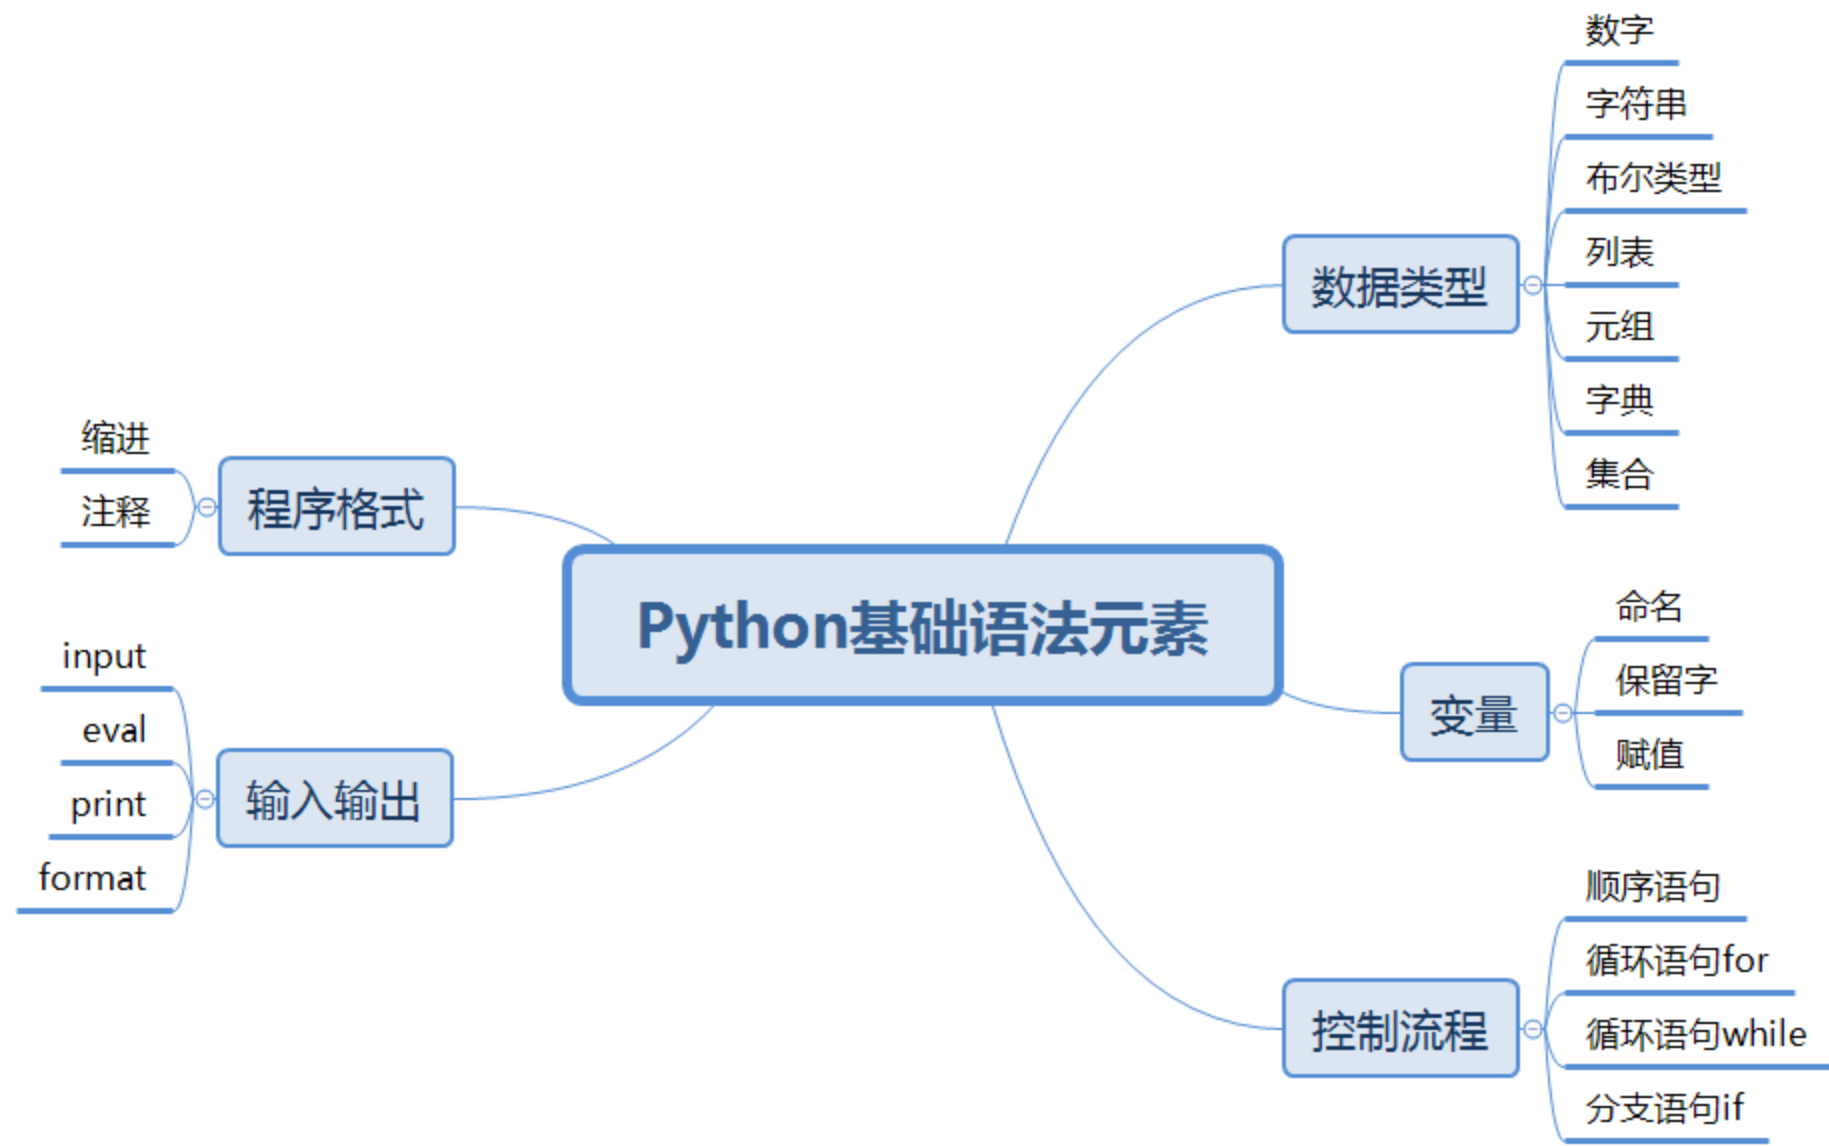 Python基础语法元素
数据类型
数字
字符串
布尔类型
列表
元组
字典
集合
变量
命名
保留字
赋值
控制流程
顺序语句
循环语句for
循环语句while
分支语句if
程序格式
缩进
注释
输入输出
input
eval
print
format